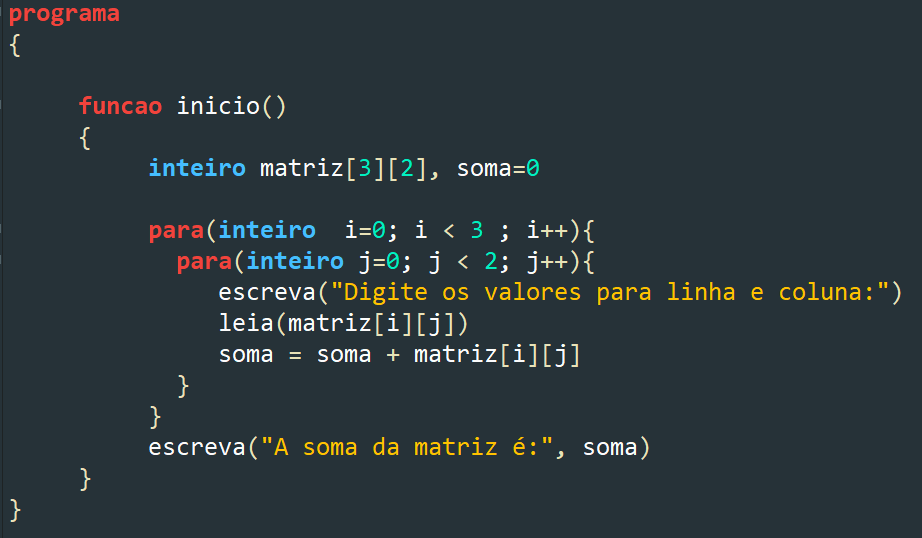 programa
{
funcao inicio()
{
inteiro matriz[3][2], soma=0
para(inteiro  i=0; i < 3 ; i++){
para(inteiro j=0; j < 2; j++){
escreva("Digite os valores para linha e coluna:")
leia(matriz[i][j])
soma = soma + matriz[i][j]
}
}
escreva("A soma da matriz é:", soma)
}
}